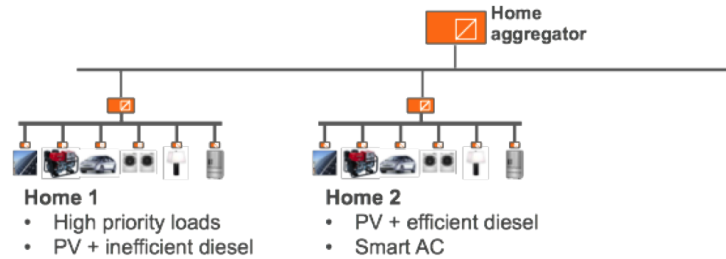 Home
aggregator
Home 1
• High priority loads
• PV + inefficient diesel
Home 2
• PV + efficient diesel
• Smart AC